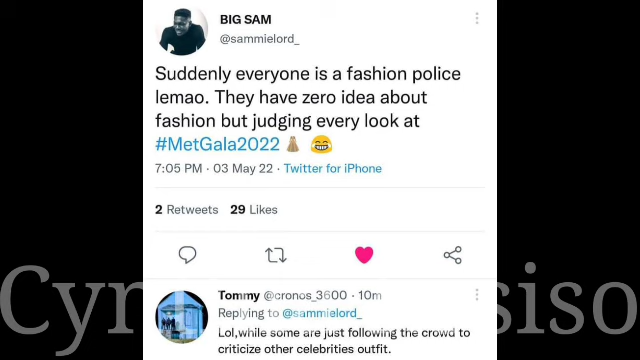 BIG SAM
@sammielord_
Suddenly everyone is a fashion police
lemao. They have zero idea about
fashion but judging every look at
#MetGala2022 👗 😂
7:05 PM · 03 May 22 · Twitter for iPhone
2 Retweets 29 Likes
Tommy @cronos_3600 · 10m
Replying to @sammielord_
Lol,while some are just following the crowd to
criticize other celebrities outfit.